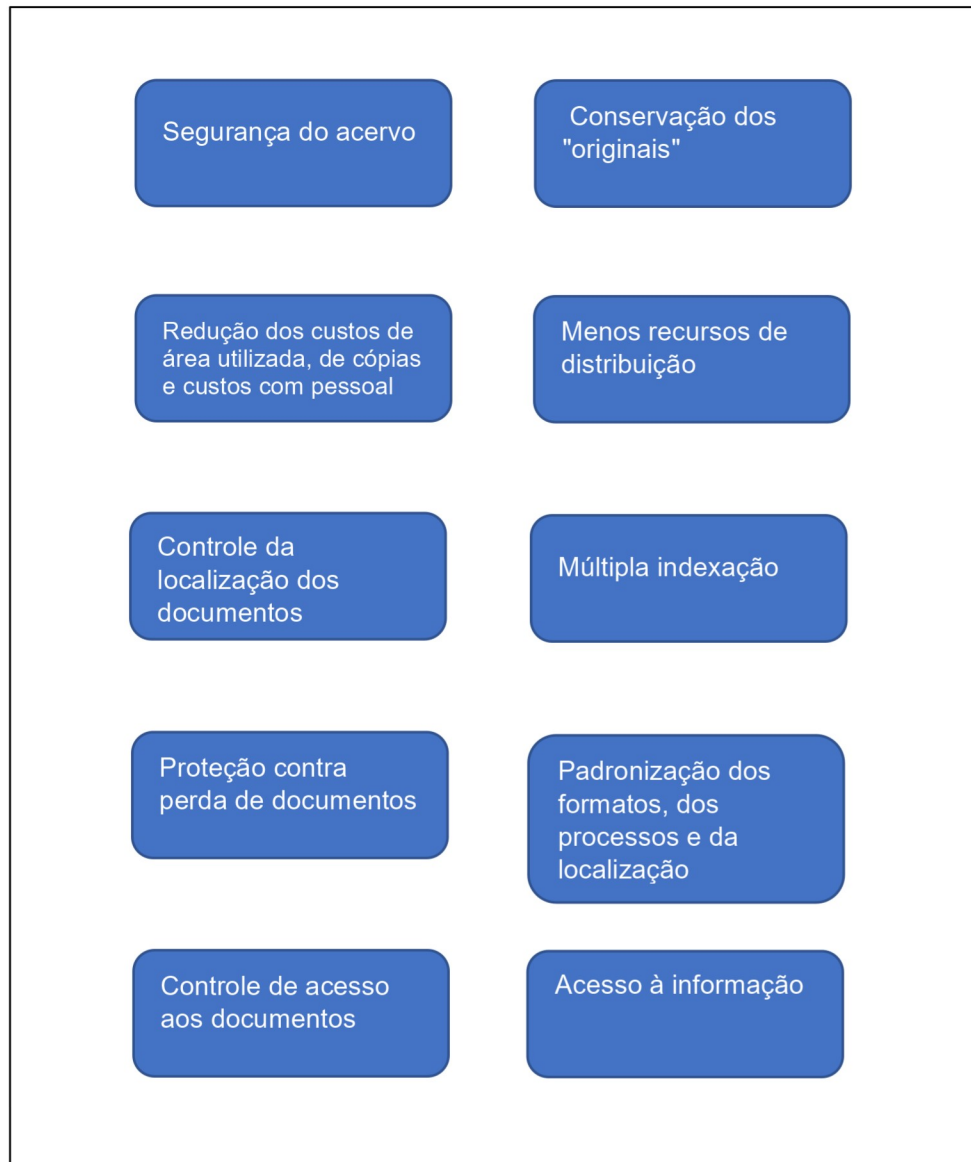 Segurança do acervo
Conservação dos
"originais"
Redução dos custos de
área utilizada, de cópias
e custos com pessoal
Menos recursos de
distribuição
Controle da
localização dos
documentos
Múltipla indexação
Proteção contra
perda de documentos
Padronização dos
formatos, dos
processos e da
localização
Controle de acesso
aos documentos
Acesso à informação